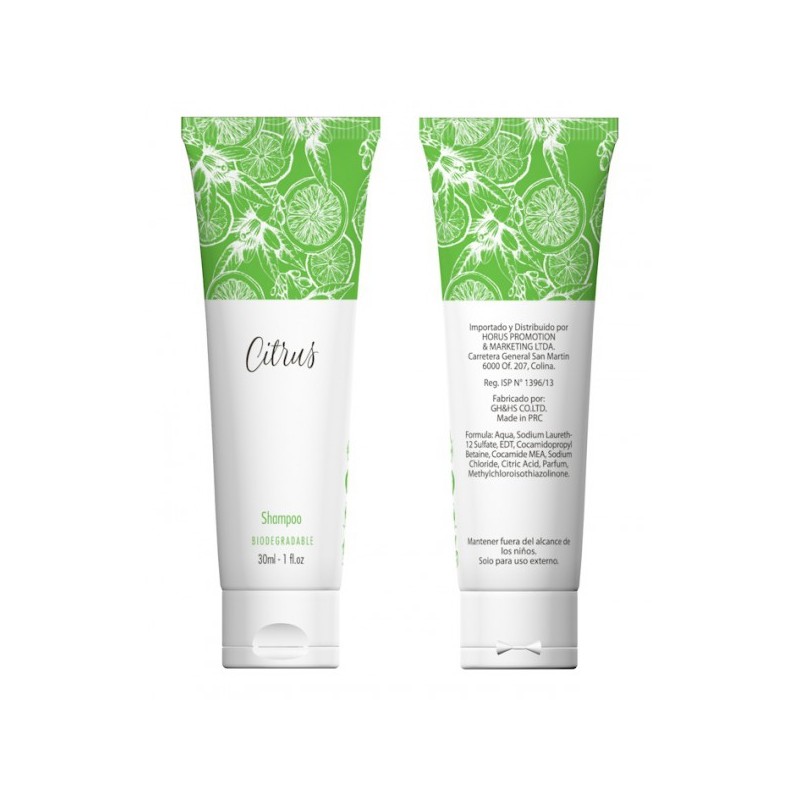 Citrus
Shampoo
BIODEGRADABLE
30ml - 1 fl.oz
Importado y Distribuido por
HORUS PROMOTION
& MARKETING LTDA.
Carretera General San Martin
6000 Of. 207, Colina.
Reg. ISP N° 1396/13
Fabricado por:
GH&HS CO.LTD.
Made in PRC
Formula: Aqua, Sodium Laureth-
12 Sulfate, EDT, Cocamidopropyl
Betaine, Cocamide MEA, Sodium
Chloride, Citric Acid, Parfum,
Methylchloroisothiazolinone.
Mantener fuera del alcance de
los niños.
Solo para uso externo.